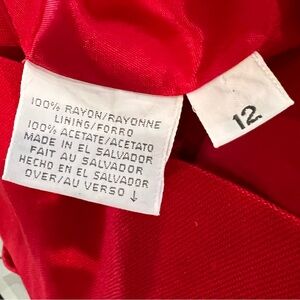 100% RAYON/RAYONNE
LINING/FORRO
100% ACETATE/ACETATO
MADE IN EL SALVADOR
FAIT AU SALVADOR
HECHO EN EL SALVADOR
OVER/AU VERSO ↓
12